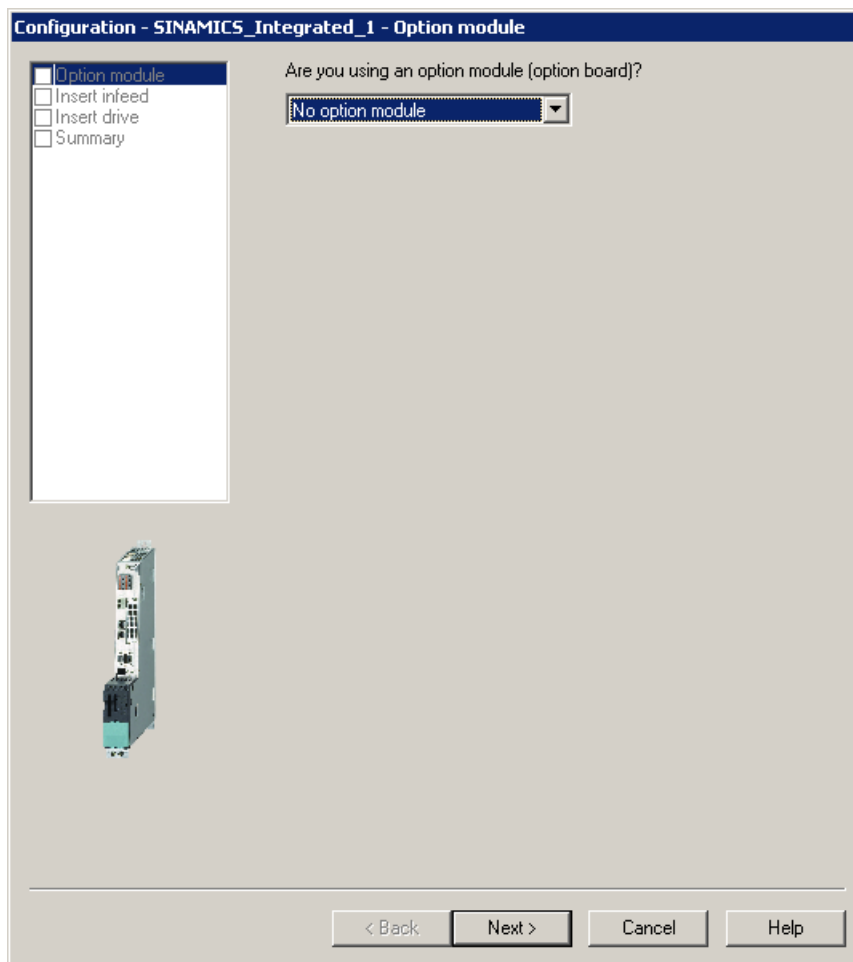 Configuration - SINAMICS_Integrated_1 - Option module
Option module
Insert infeed
Insert drive
Summary
Are you using an option module (option board)?
No option module
< Back
Next >
Cancel
Help